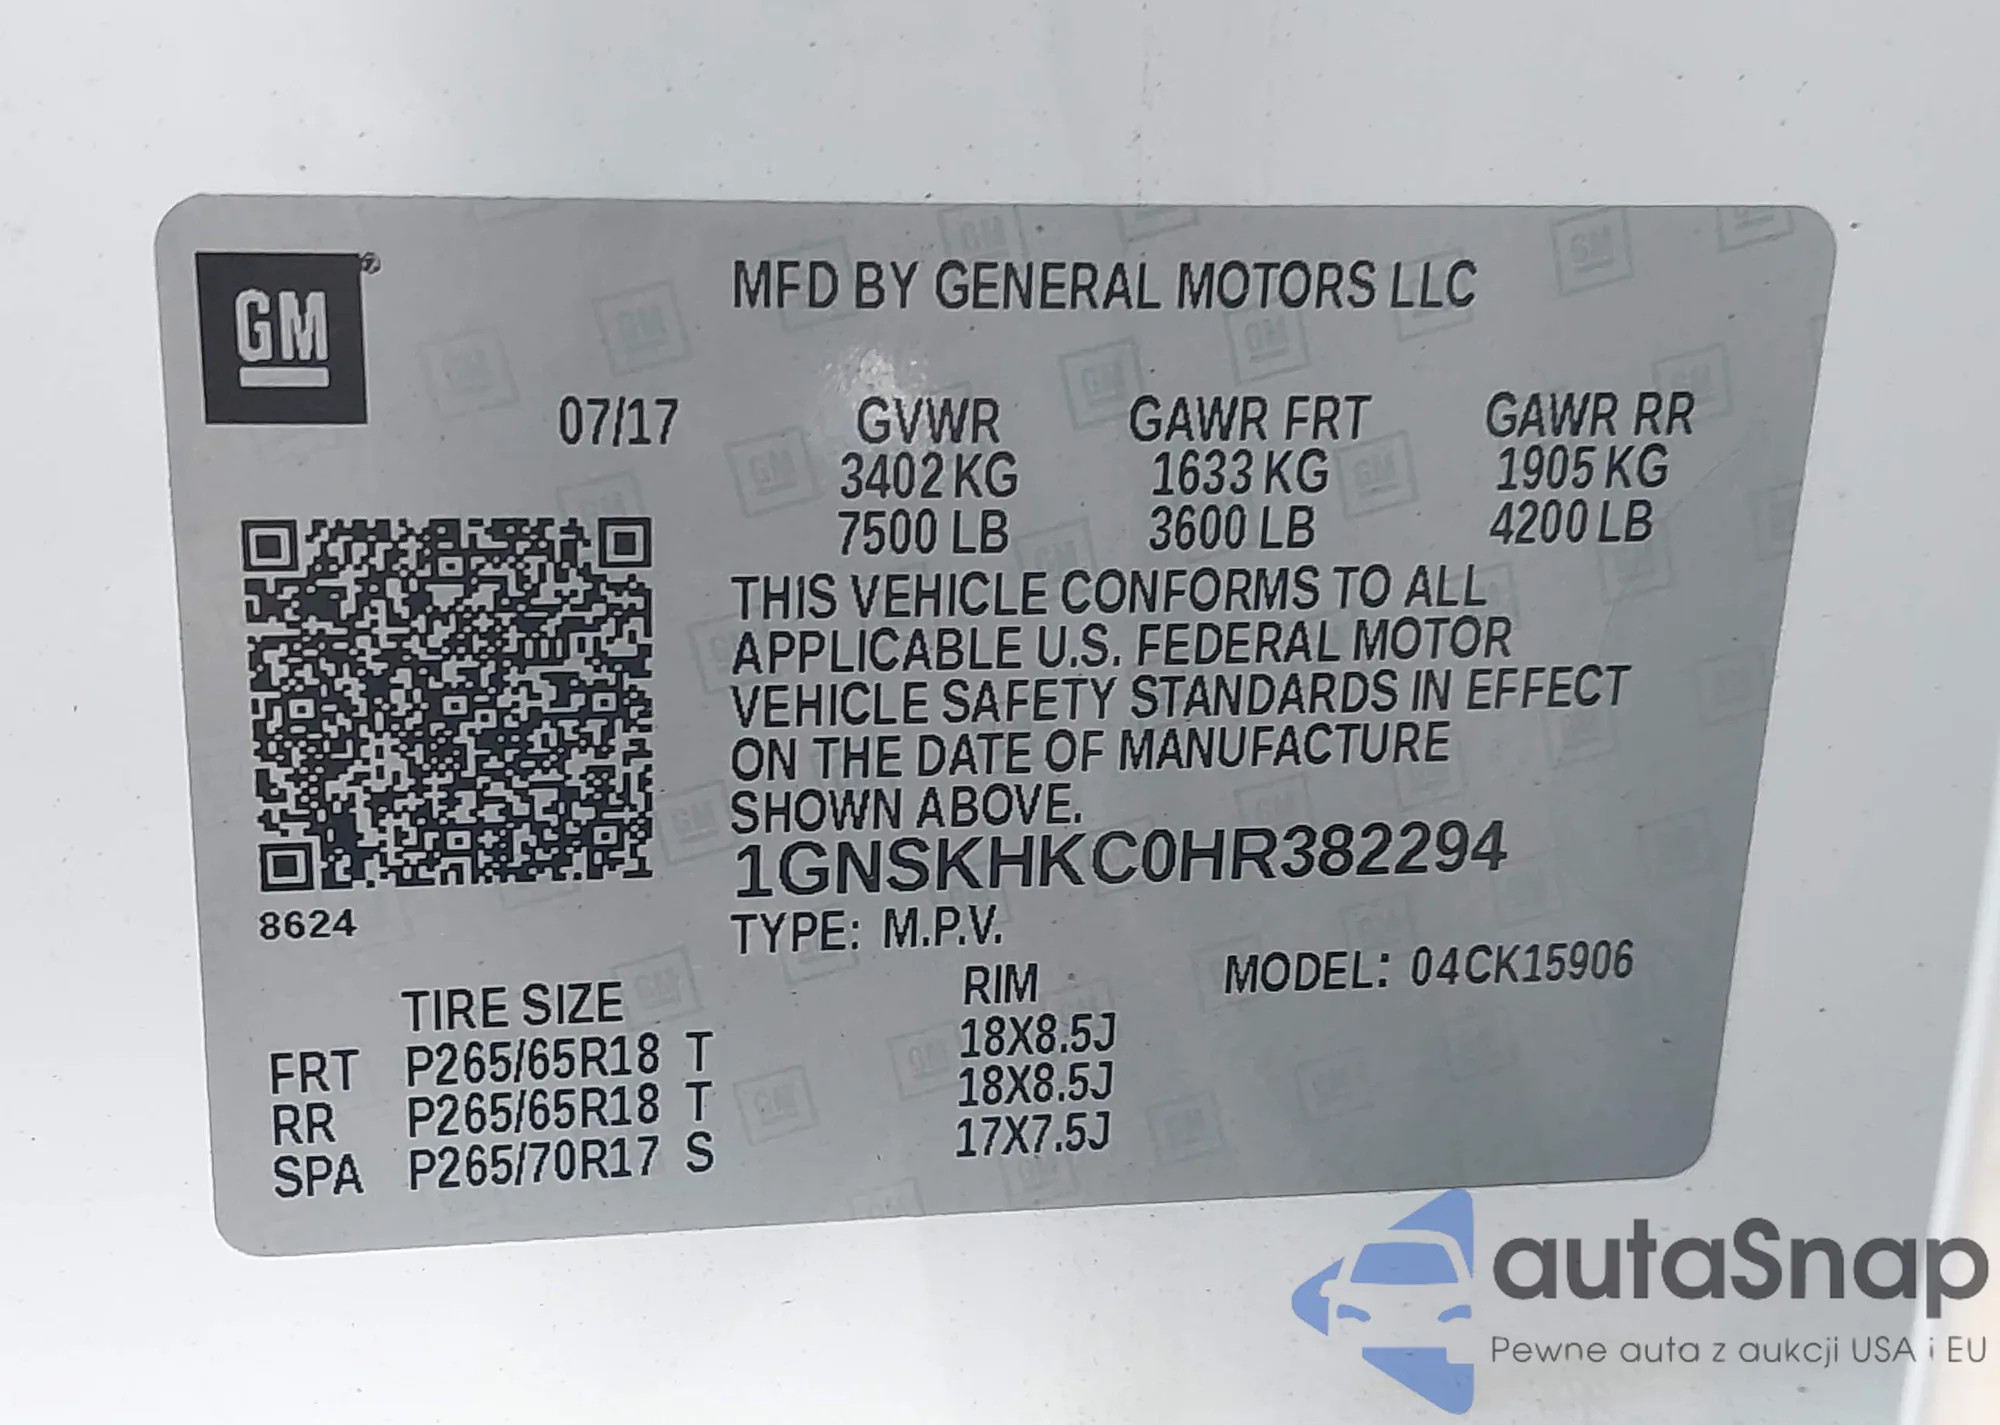 GM
MFD BY GENERAL MOTORS LLC
07/17 GVWR GAWR FRT GAWR RR
3402 KG 1633 KG 1905 KG
7500 LB 3600 LB 4200 LB
THIS VEHICLE CONFORMS TO ALL
APPLICABLE U.S. FEDERAL MOTOR
VEHICLE SAFETY STANDARDS IN EFFECT
ON THE DATE OF MANUFACTURE
SHOWN ABOVE.
1GNSKHKC0HR382294
8624
TYPE: M.P.V.
MODEL: 04CK15906
TIRE SIZE RIM
FRT P265/65R18 T 18X8.5J
RR P265/65R18 T 18X8.5J
SPA P265/70R17 S 17X7.5J
autaSnap
Pewne auta z aukcji USA i EU